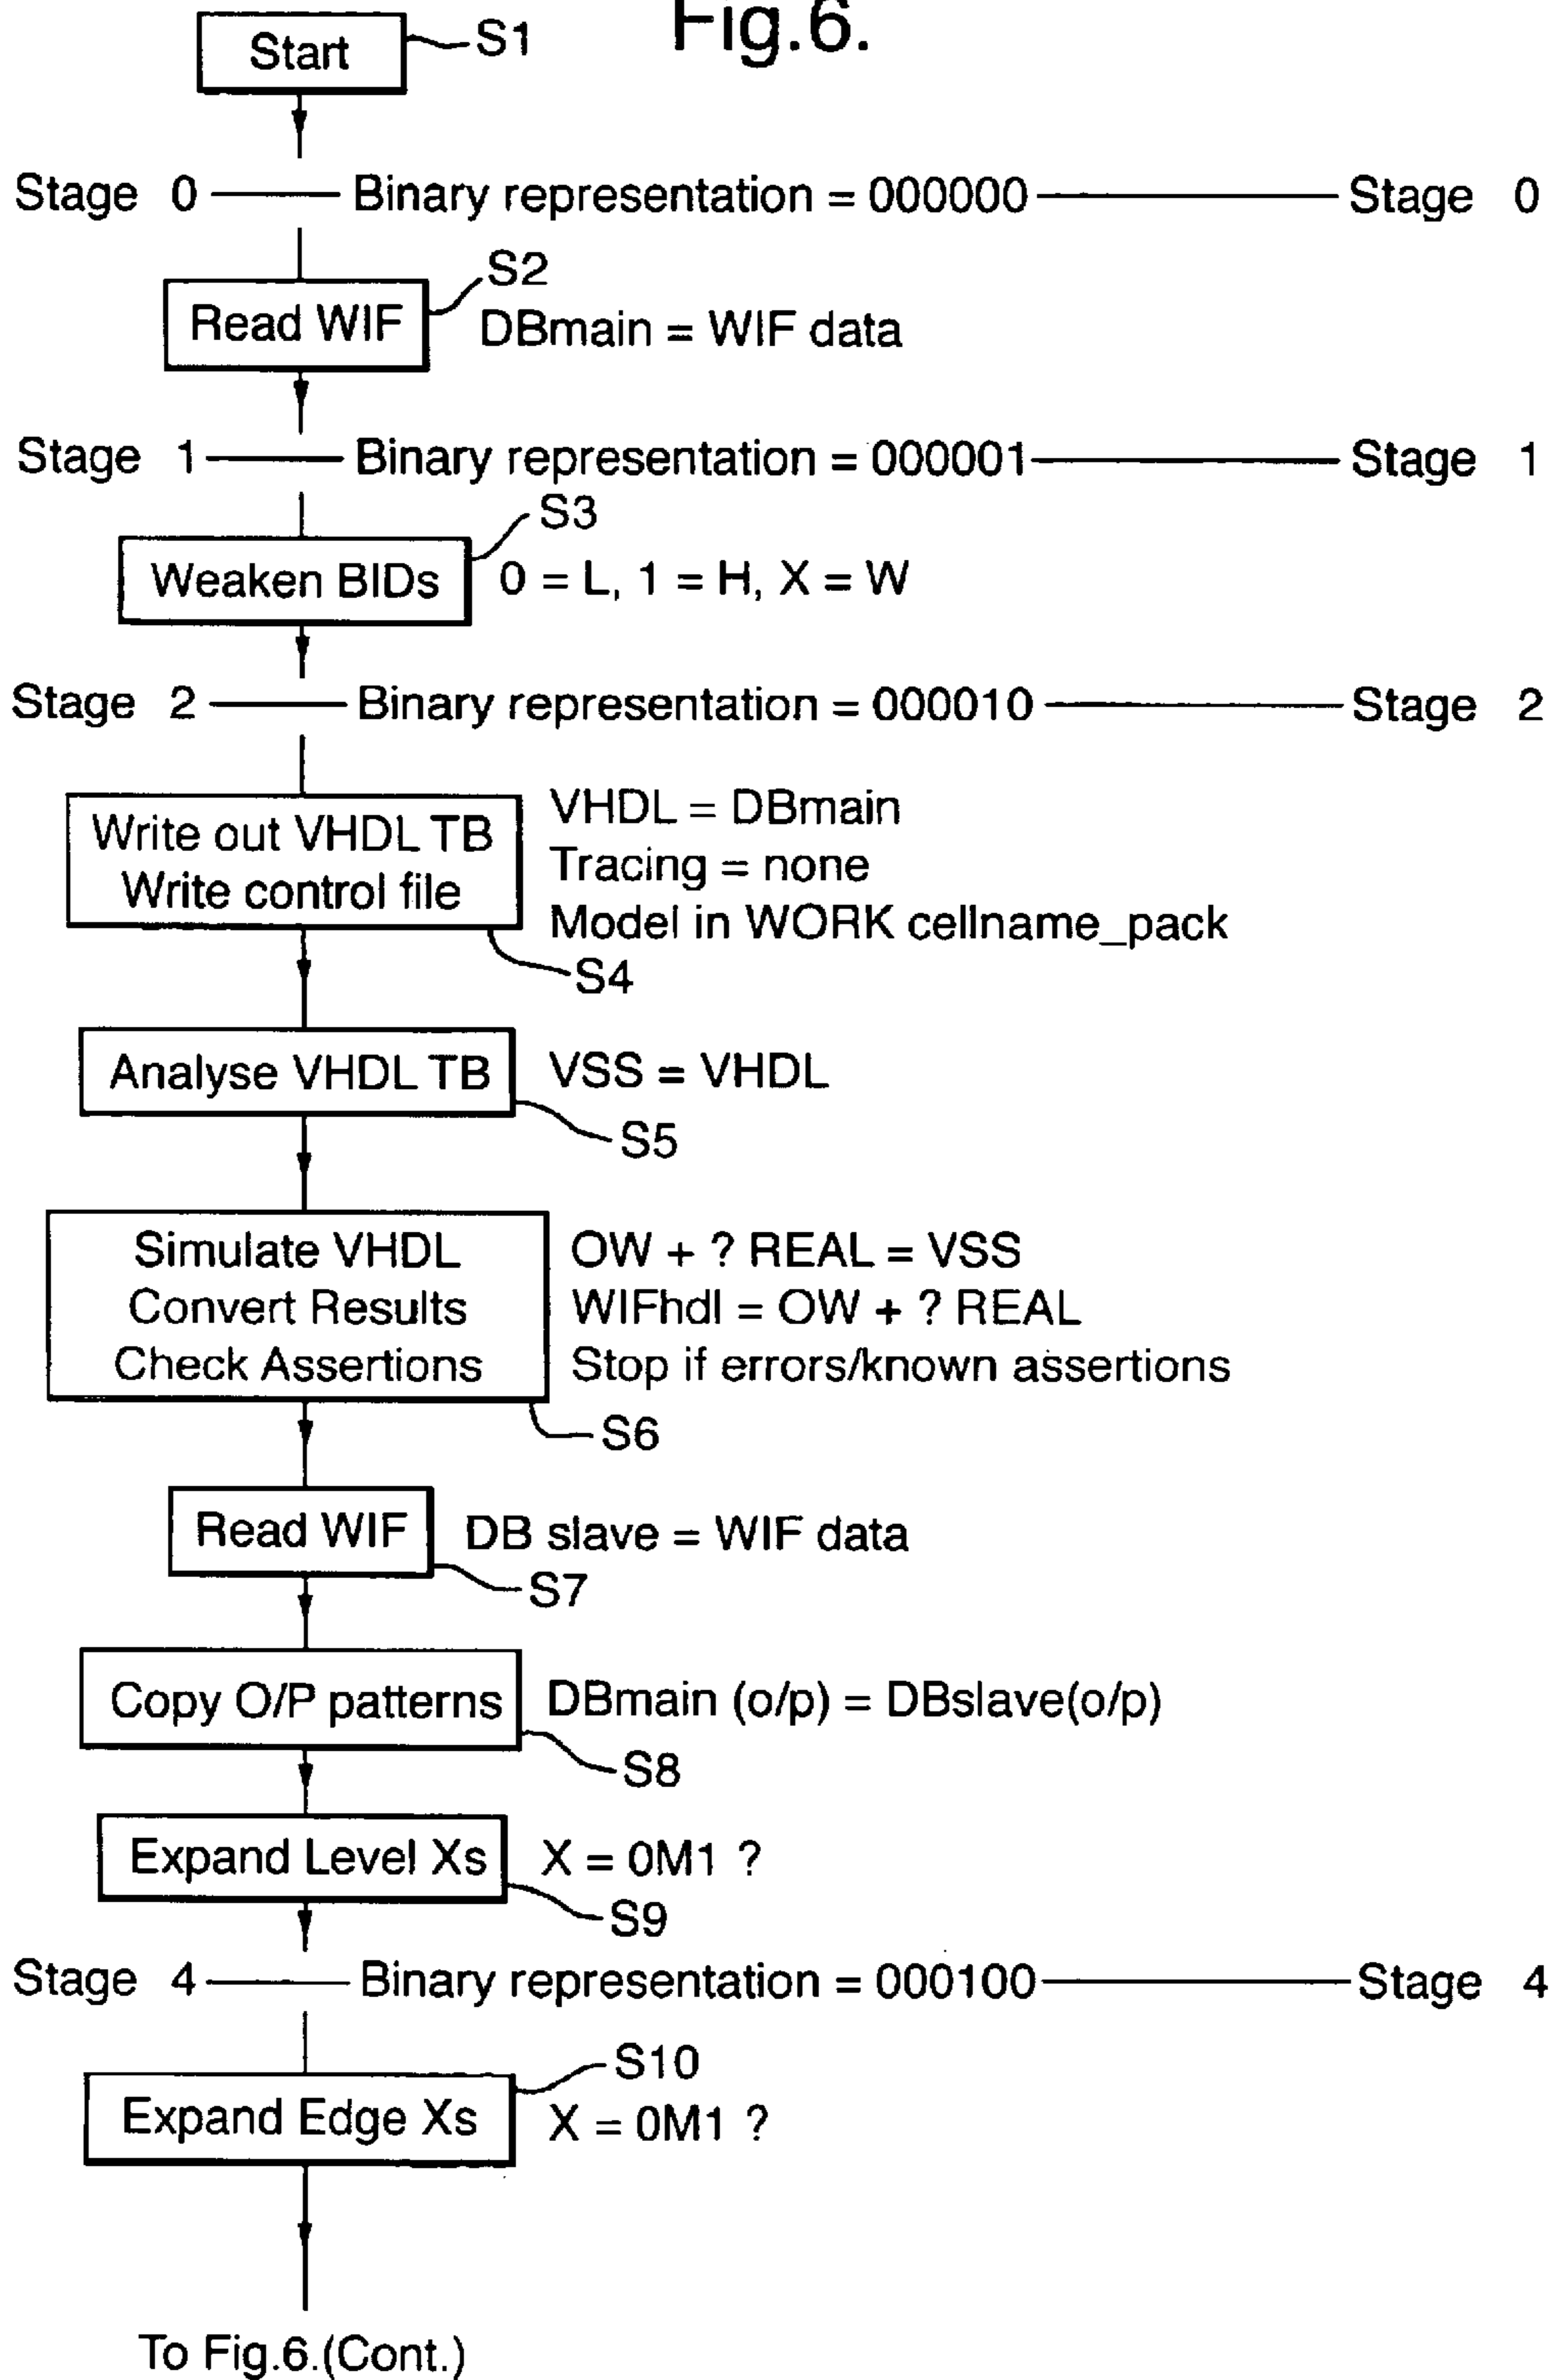 Fig.6.
Start
S1
Stage 0 Binary representation = 000000 Stage 0
S2
Read WIF DBmain = WIF data
Stage 1 Binary representation = 000001 Stage 1
S3
Weaken BIDs 0 = L, 1 = H, X = W
Stage 2 Binary representation = 000010 Stage 2
Write out VHDL TB
Write control file
VHDL = DBmain
Tracing = none
Model in WORK cellname_pack
S4
Analyse VHDL TB VSS = VHDL
S5
Simulate VHDL OW + ? REAL = VSS
Convert Results WIFhdl = OW + ? REAL
Check Assertions Stop if errors/known assertions
S6
Read WIF DB slave = WIF data
S7
Copy O/P patterns DBmain (o/p) = DBslave(o/p)
S8
Expand Level Xs X = 0M1 ?
S9
Stage 4 Binary representation = 000100 Stage 4
S10
Expand Edge Xs X = 0M1 ?
To Fig.6.(Cont.)